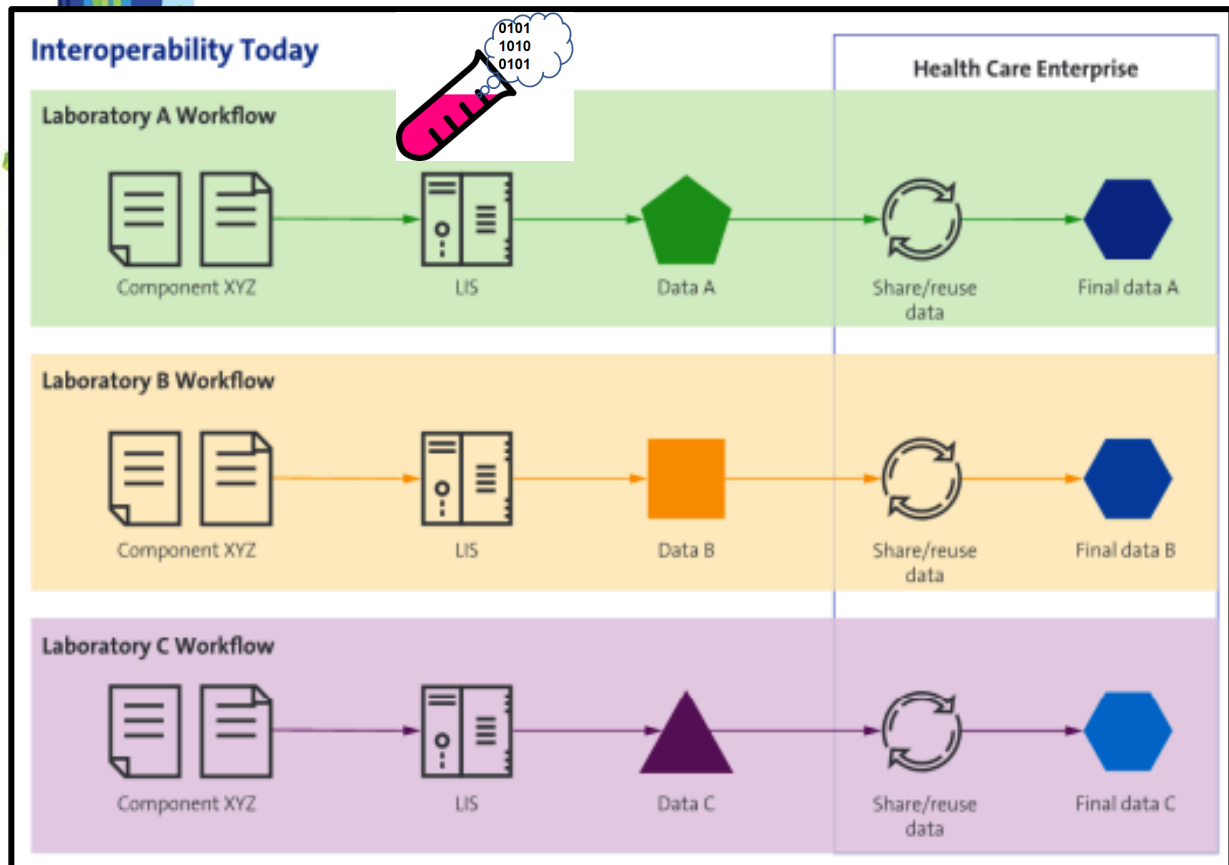 Interoperability Today
0101
1010
0101
Health Care Enterprise
Laboratory A Workflow
Component XYZ
LIS
Data A
Share/reuse
data
Final data A
Laboratory B Workflow
Component XYZ
LIS
Data B
Share/reuse
data
Final data B
Laboratory C Workflow
Component XYZ
LIS
Data C
Share/reuse
data
Final data C